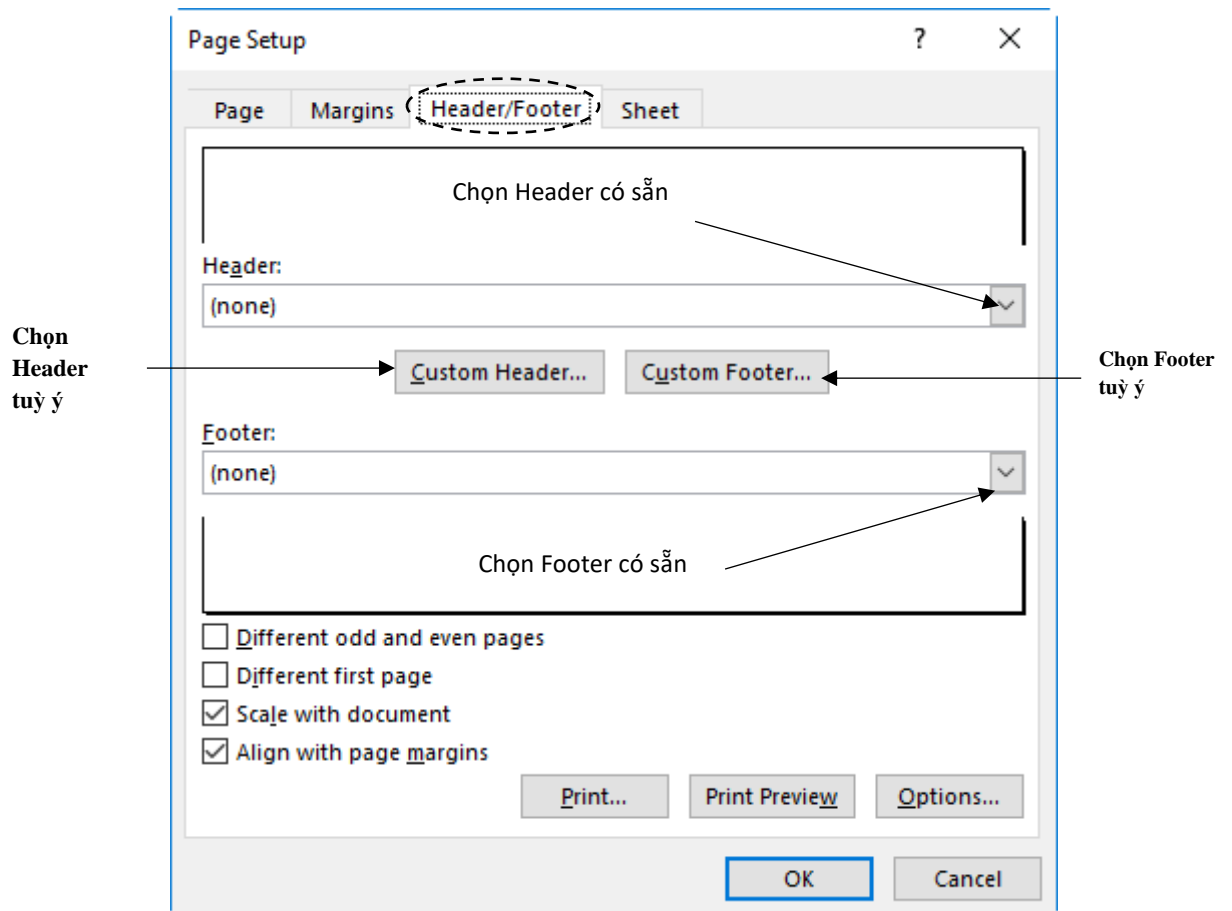 Page Setup ?
Page Margins Header/Footer Sheet
Chọn Header có sẵn
Header:
(none)
Chọn
Header
tuỳ ý
Custom Header... Custom Footer...
Chọn Footer
tuỳ ý
Footer:
(none)
Chọn Footer có sẵn
Different odd and even pages
Different first page
Scale with document
Align with page margins
Print... Print Preview Options...
OK Cancel